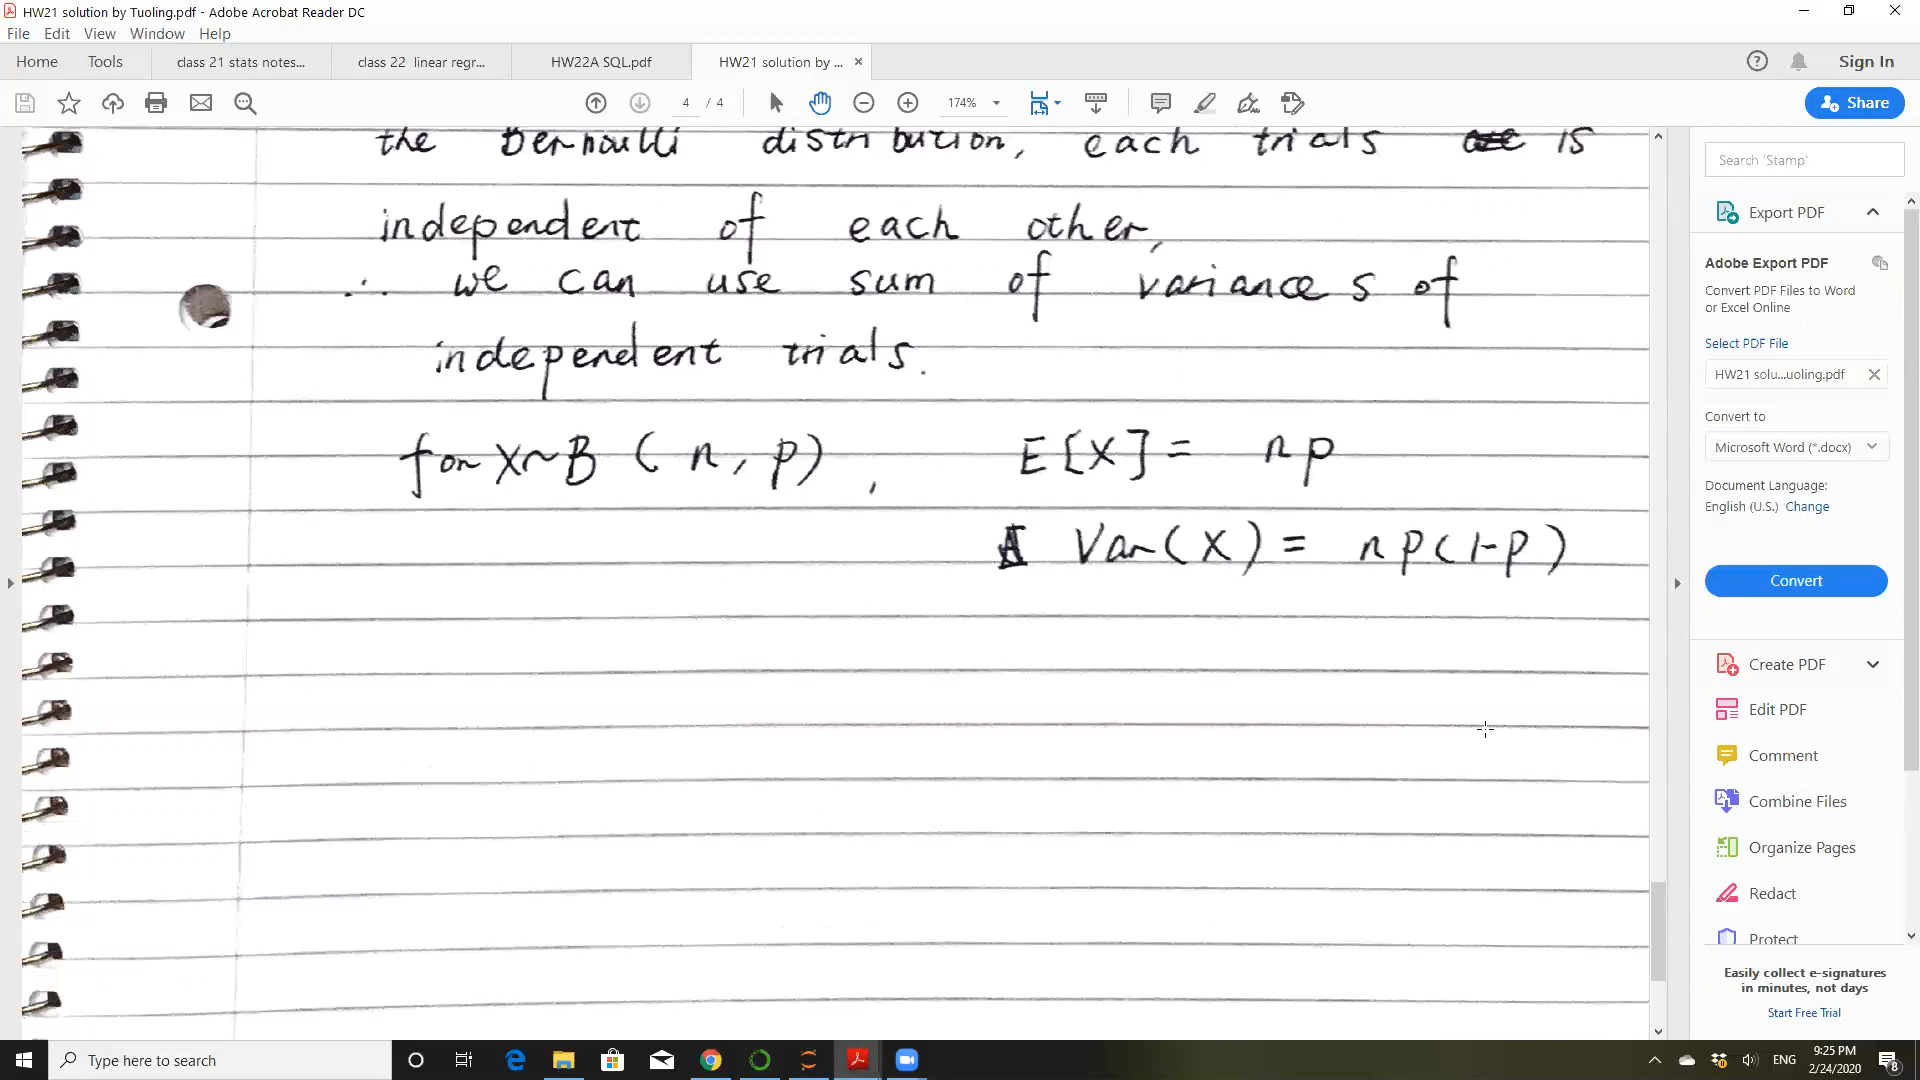 HW21 solution by Tuoling.pdf - Adobe Acrobat Reader DC
File Edit View Window Help
Home Tools class 21 stats notes... class 22 linear regr... HW22A SQL.pdf HW21 solution by ... × Sign In
4 / 4 174% Share
the Bernoulli distribution, each trials is
independent of each other,
∴ we can use sum of variances of
independent trials.
for X~B (n, p), E[X] = np
Var(X) = np(1-p)
Search 'Stamp'
Export PDF
Adobe Export PDF
Convert PDF Files to Word
or Excel Online
Select PDF File
HW21 solu...uoling.pdf
Convert to
Microsoft Word (*.docx)
Document Language:
English (U.S.) Change
Convert
Create PDF
Edit PDF
Comment
Combine Files
Organize Pages
Redact
Protect
Easily collect e-signatures
in minutes, not days
Start Free Trial
Type here to search
ENG
9:25 PM
2/24/2020
8